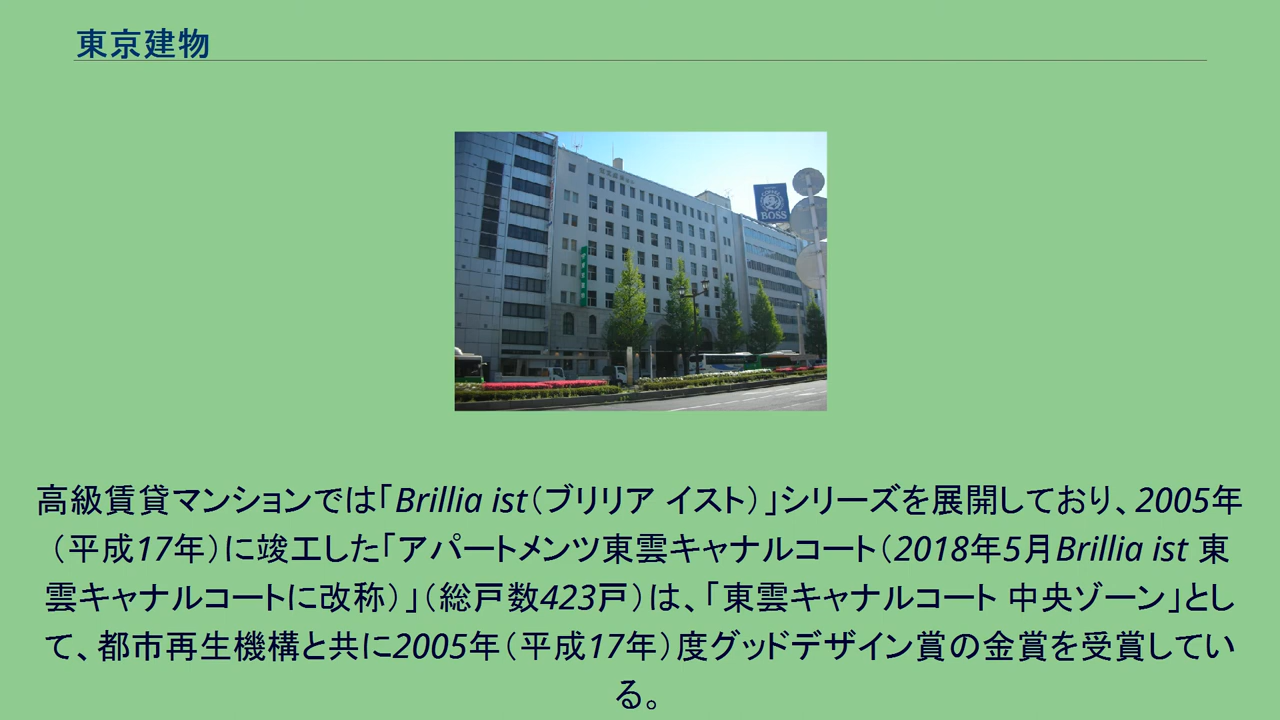 東京建物
BOSS
高級賃貸マンションでは「Brillia ist（ブリリア イスト）」シリーズを展開しており、2005年
（平成17年）に竣工した「アパートメンツ東雲キャナルコート（2018年5月Brillia ist 東
雲キャナルコートに改称）」（総戸数423戸）は、「東雲キャナルコート 中央ゾーン」とし
て、都市再生機構と共に2005年（平成17年）度グッドデザイン賞の金賞を受賞してい
る。